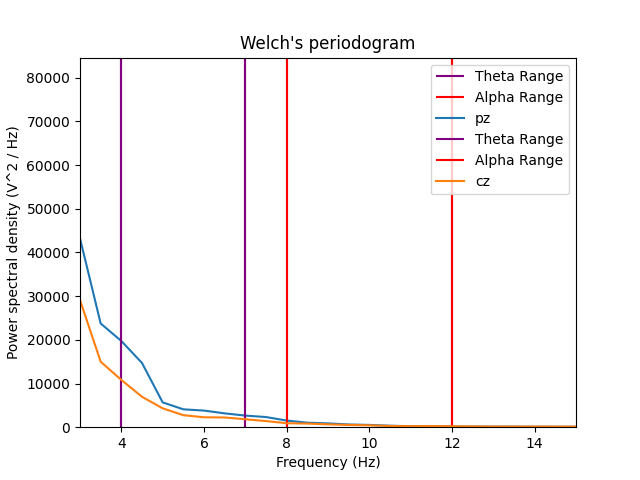 Welch's periodogram
Theta Range
Alpha Range
pz
Theta Range
Alpha Range
cz
Power spectral density (V^2 / Hz)
80000
70000
60000
50000
40000
30000
20000
10000
0
4
6
8
10
12
14
Frequency (Hz)